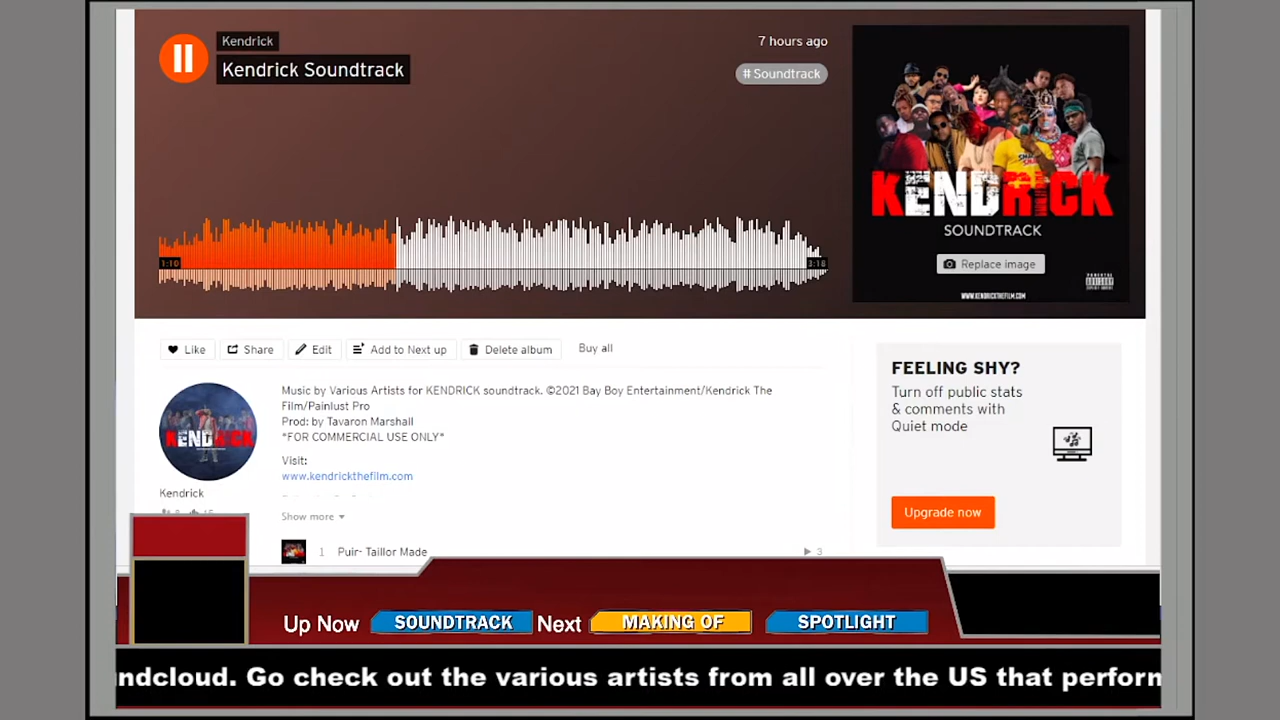 Kendrick
Kendrick Soundtrack
7 hours ago
# Soundtrack
KENDRICK
SOUNDTRACK
Replace image
WWW.KENDRICKTHEFILM.COM
PARENTAL
ADVISORY
1:10
3:18
Like
Share
Edit
Add to Next up
Delete album
Buy all
Music by Various Artists for KENDRICK soundtrack. ©2021 Bay Boy Entertainment/Kendrick The
Film/Painlust Pro
Prod: by Tavaron Marshall
*FOR COMMERCIAL USE ONLY*
Visit:
www.kendrickthefilm.com
Show more
KENDRICK
Kendrick
1 Puir- Taillor Made
3
FEELING SHY?
Turn off public stats
& comments with
Quiet mode
Upgrade now
Up Now SOUNDTRACK Next MAKING OF SPOTLIGHT
ndcloud. Go check out the various artists from all over the US that perform